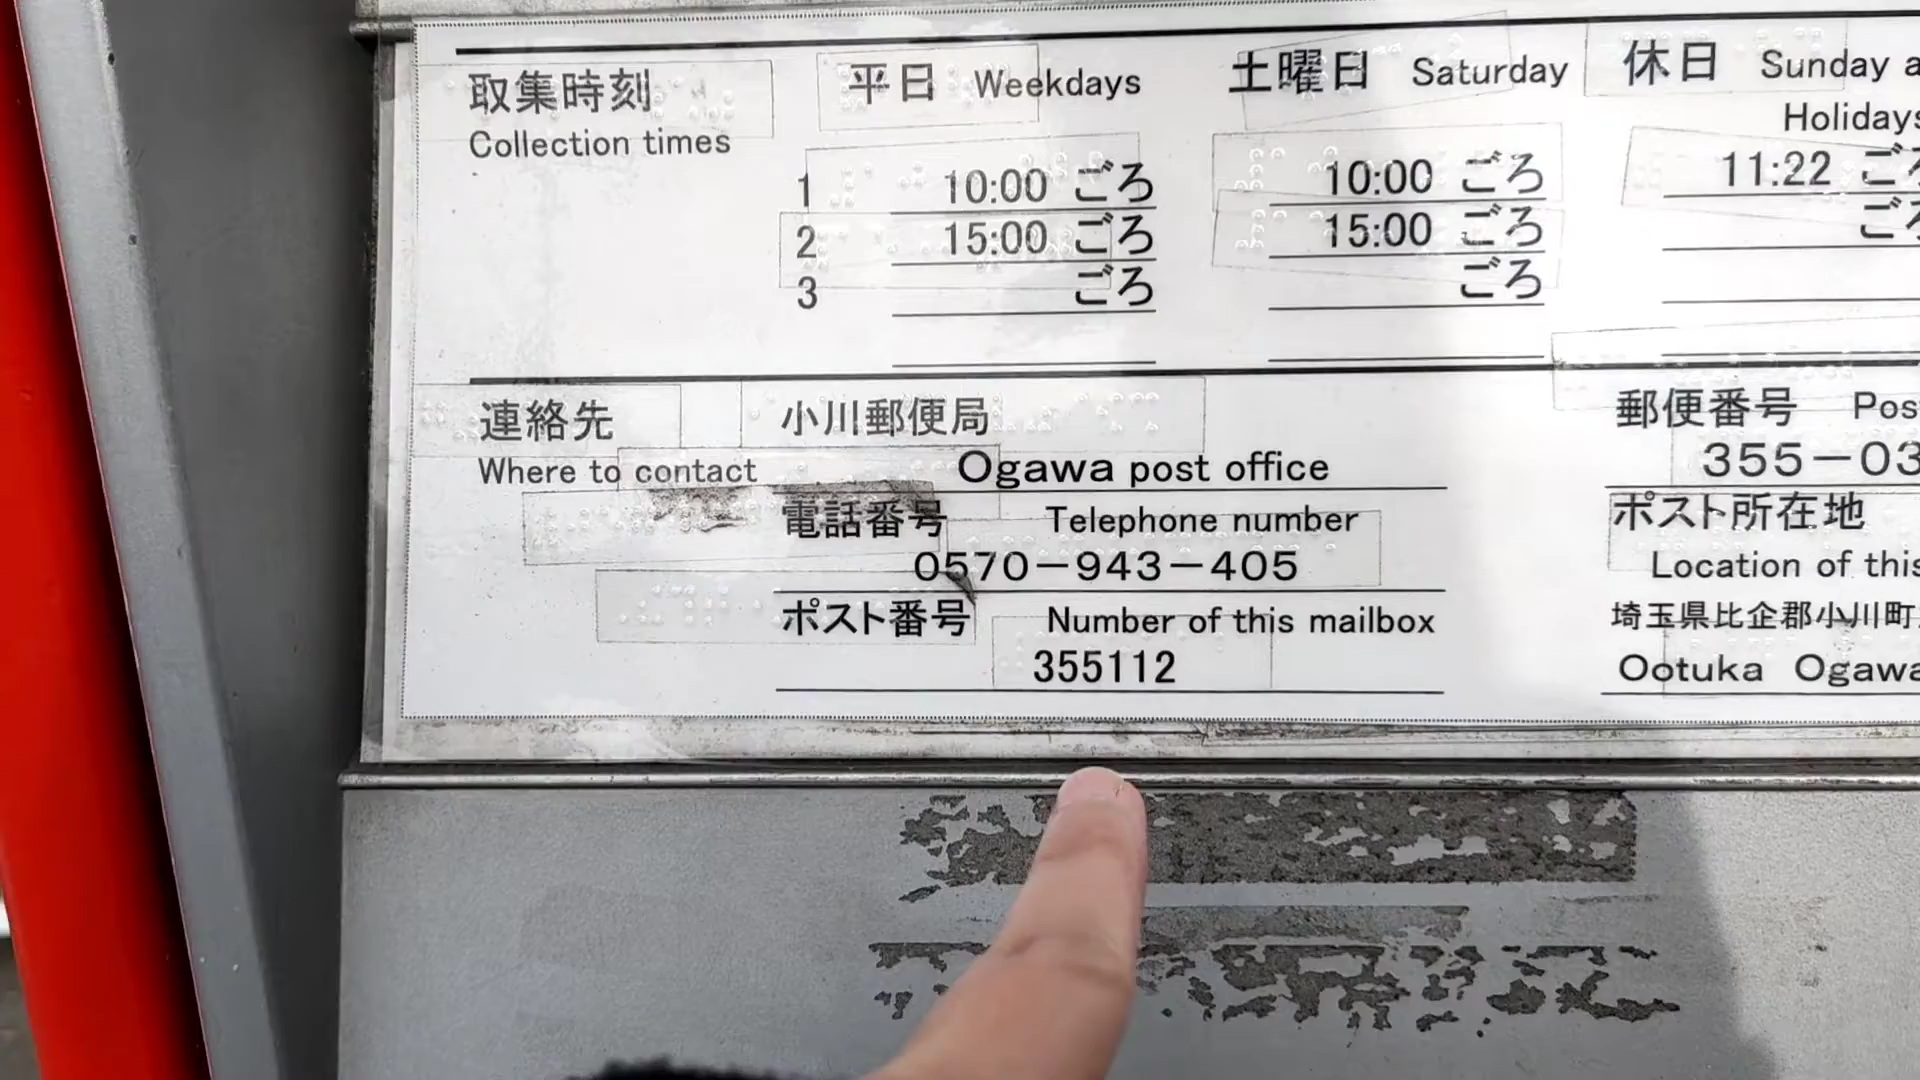 取集時刻 平日 Weekdays 土曜日 Saturday 休日 Sunday a
Collection times Holidays
1 10:00 ごろ 10:00 ごろ 11:22 ごろ
2 15:00 ごろ 15:00 ごろ ごろ
3 ごろ ごろ
連絡先 小川郵便局 郵便番号 Pos
Where to contact Ogawa post office 355-03
電話番号 Telephone number ポスト所在地
0570-943-405 Location of this
ポスト番号 Number of this mailbox 埼玉県比企郡小川町
355112 Ootuka Ogawa